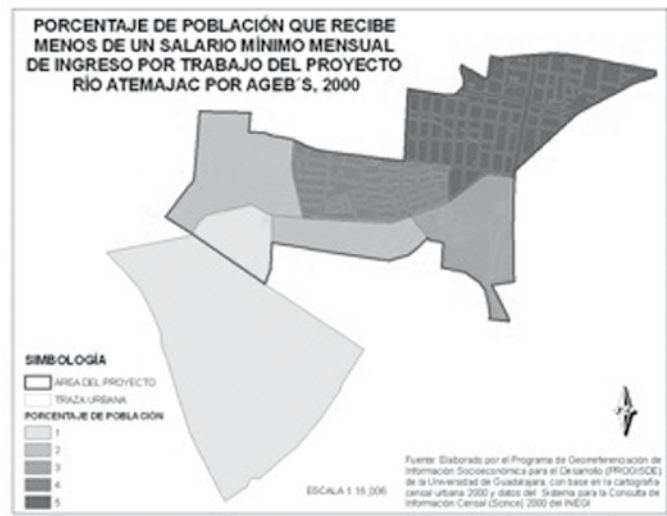 PORCENTAJE DE POBLACIÓN QUE RECIBE
MENOS DE UN SALARIO MÍNIMO MENSUAL
DE INGRESO POR TRABAJO DEL PROYECTO
RÍO ATEMAJAC POR AGEB´S, 2000
SIMBOLOGÍA
ÁREA DEL PROYECTO
TRAZA URBANA
PORCENTAJE DE POBLACIÓN
1
2
3
4
5
ESCALA 1:16,006
Fuente: Elaborado por el Programa de Georreferenciación de
Información Socioeconómica para el Desarrollo (PROGISDE)
de la Universidad de Guadalajara, con base en la cartografía
censal urbana 2000 y datos del Sistema para la Consulta de
Información Censal (Scince) 2000 del INEGI.